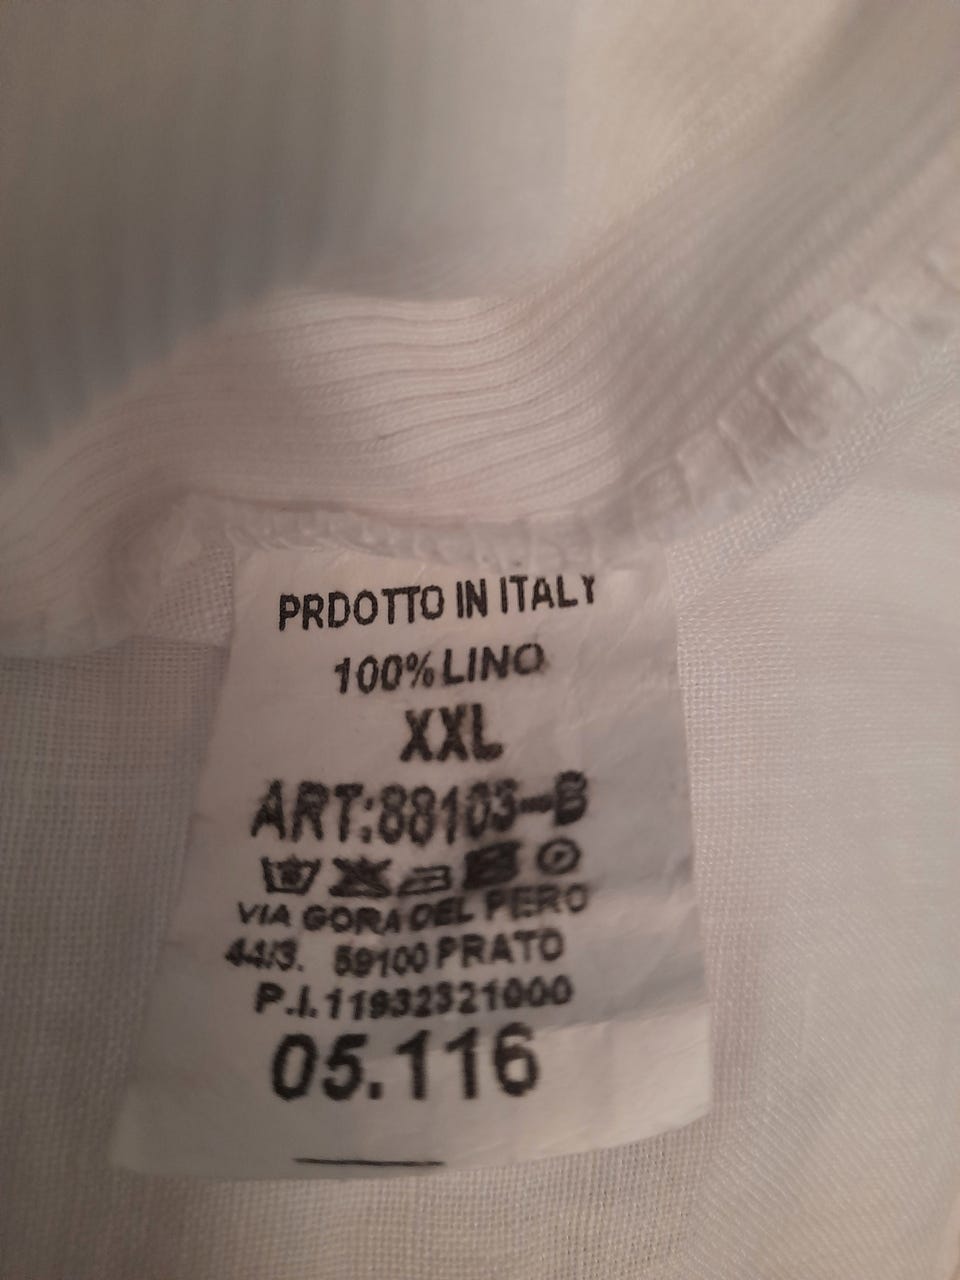 PRDOTTO IN ITALY
100% LINO
XXL
ART:88103-B
VIA GORA DEL PERO
44/3. 59100 PRATO
P.I.11932321000
05.116